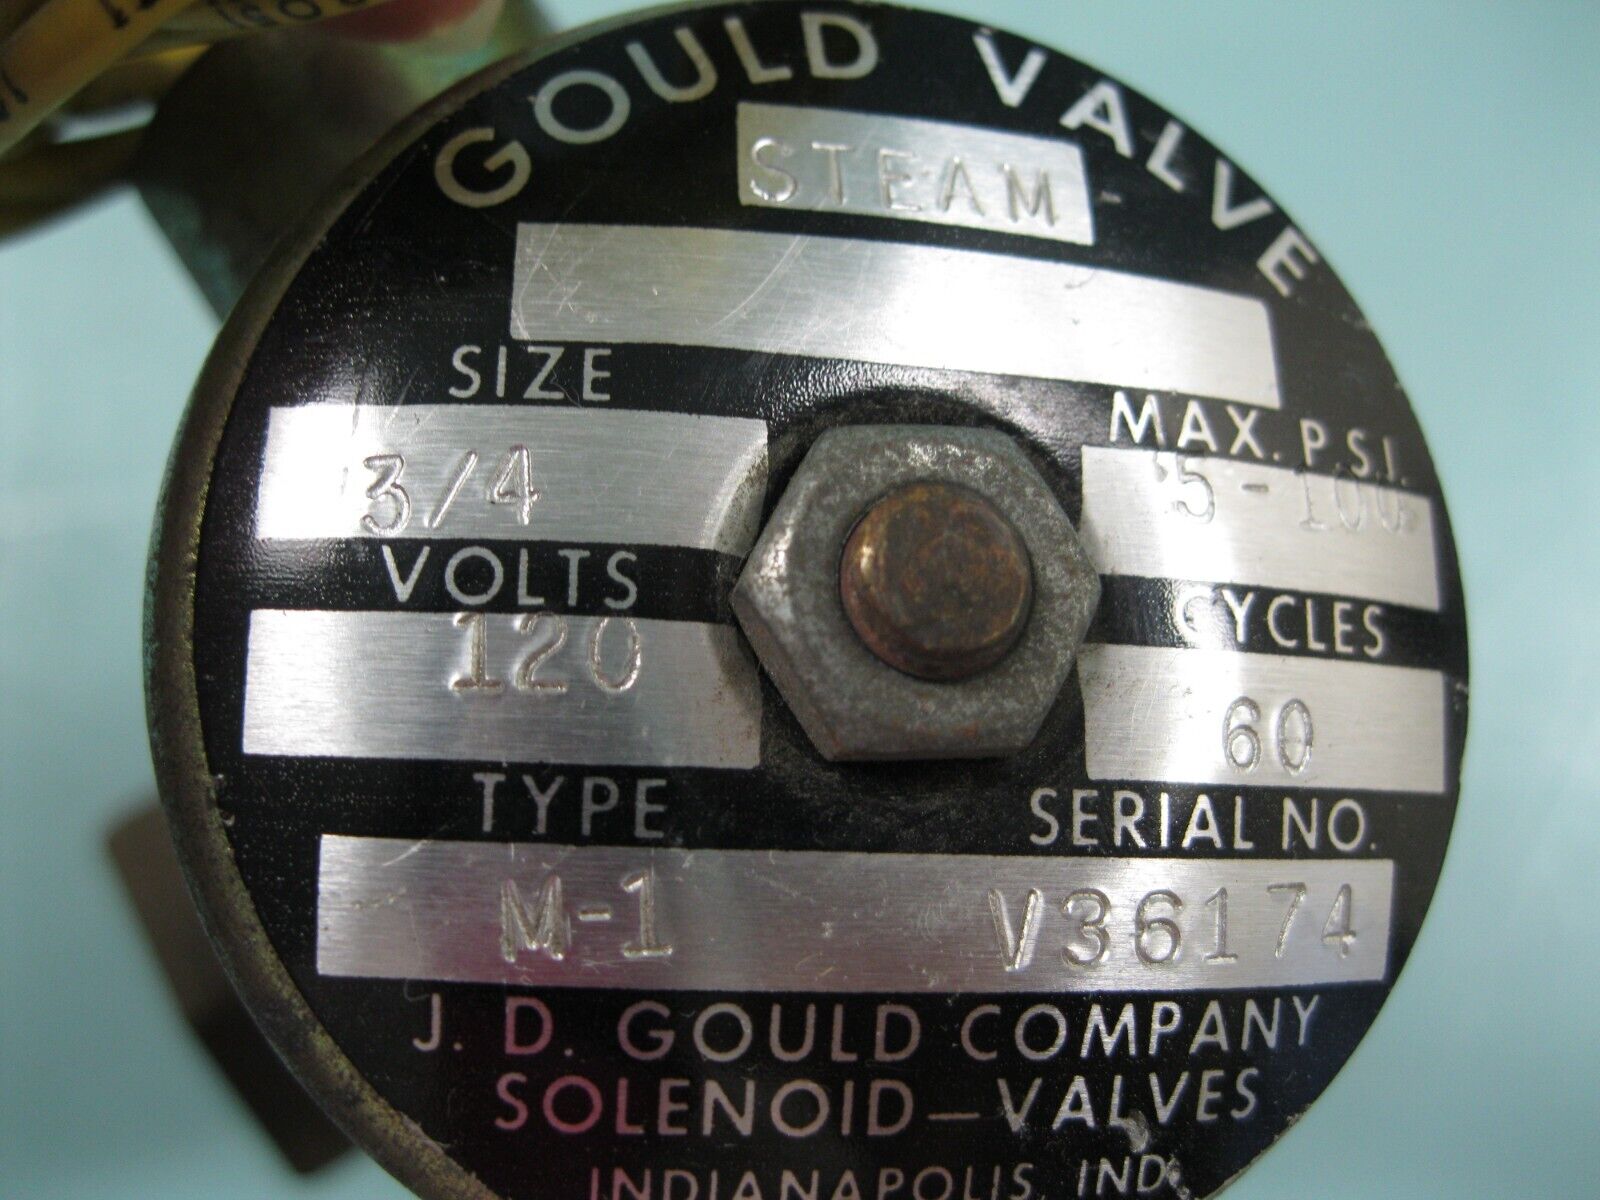 GOULD VALVE
STEAM
SIZE
MAX. P.S.I.
3/4
5-100
VOLTS
CYCLES
120
60
TYPE
SERIAL NO.
M-1
V36174
J. D. GOULD COMPANY
SOLENOID-VALVES
INDIANAPOLIS, IND.